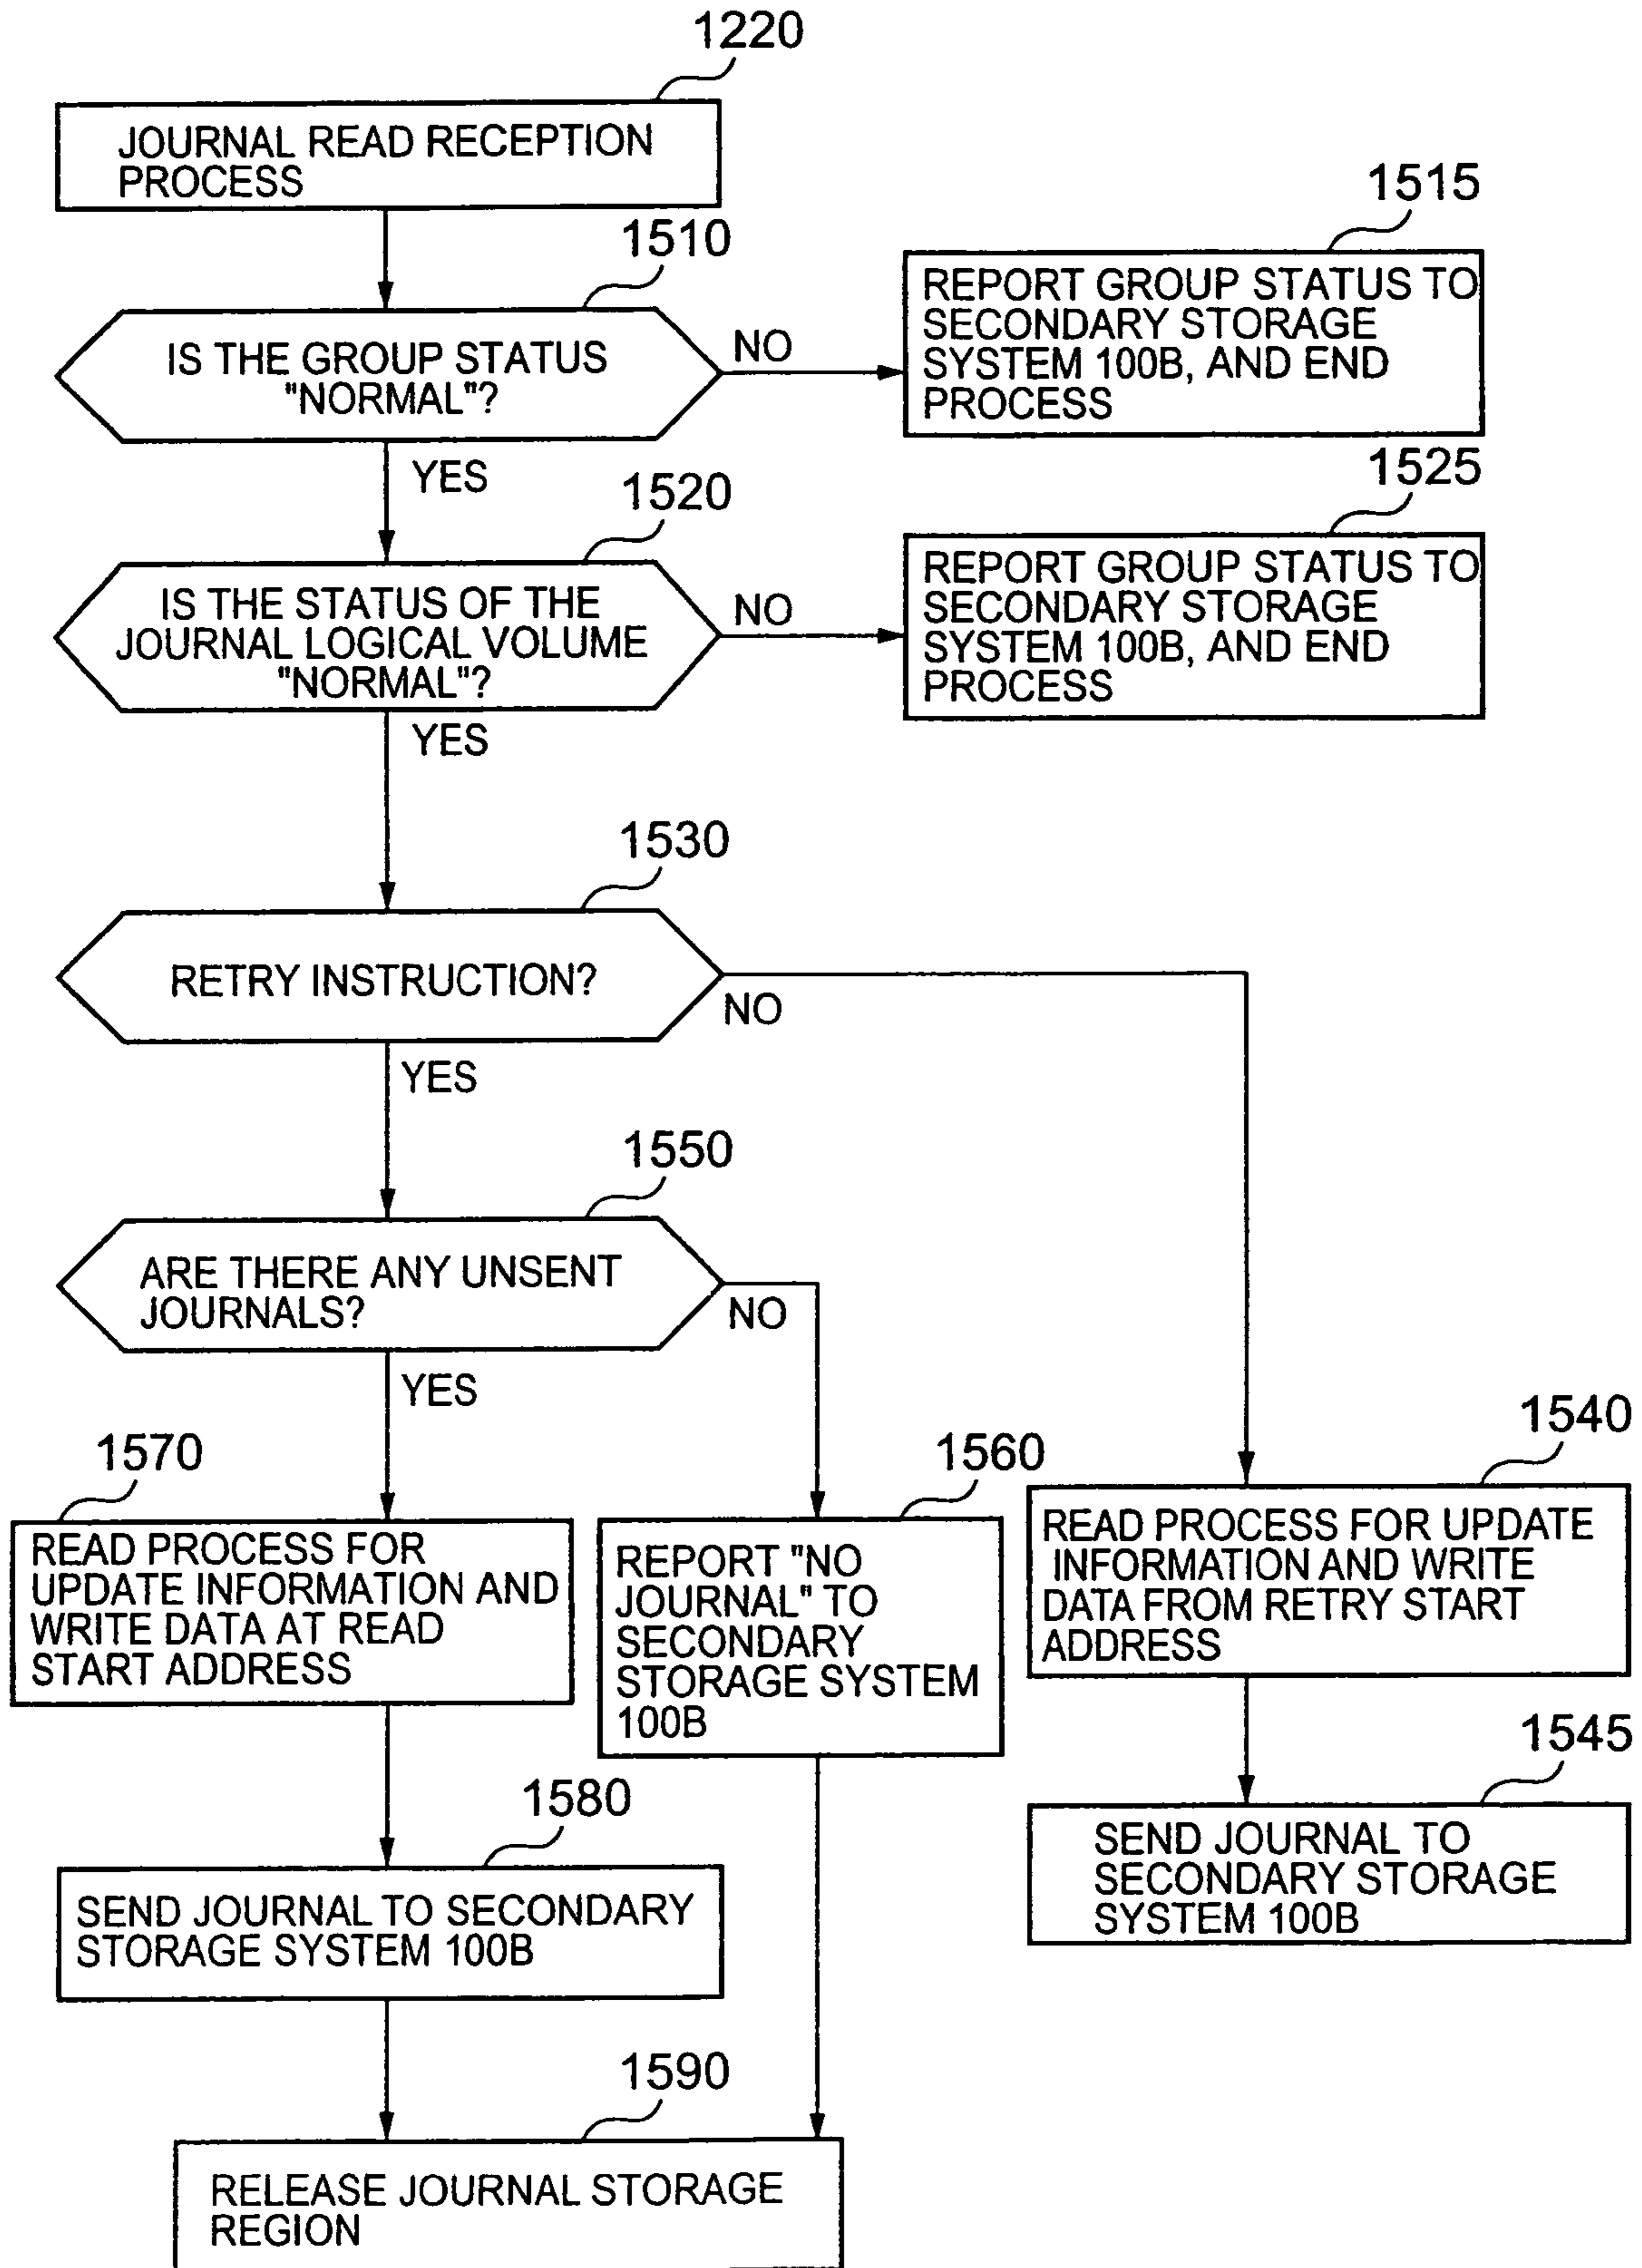 1220
JOURNAL READ RECEPTION
PROCESS
1510
IS THE GROUP STATUS
"NORMAL"?
NO
YES
1515
REPORT GROUP STATUS TO
SECONDARY STORAGE
SYSTEM 100B, AND END
PROCESS
1520
IS THE STATUS OF THE
JOURNAL LOGICAL VOLUME
"NORMAL"?
NO
YES
1525
REPORT GROUP STATUS TO
SECONDARY STORAGE
SYSTEM 100B, AND END
PROCESS
1530
RETRY INSTRUCTION?
NO
YES
1550
ARE THERE ANY UNSENT
JOURNALS?
NO
YES
1570
READ PROCESS FOR
UPDATE INFORMATION AND
WRITE DATA AT READ
START ADDRESS
1560
REPORT "NO
JOURNAL" TO
SECONDARY
STORAGE SYSTEM
100B
1540
READ PROCESS FOR UPDATE
INFORMATION AND WRITE
DATA FROM RETRY START
ADDRESS
1545
SEND JOURNAL TO
SECONDARY STORAGE
SYSTEM 100B
1580
SEND JOURNAL TO SECONDARY
STORAGE SYSTEM 100B
1590
RELEASE JOURNAL STORAGE
REGION